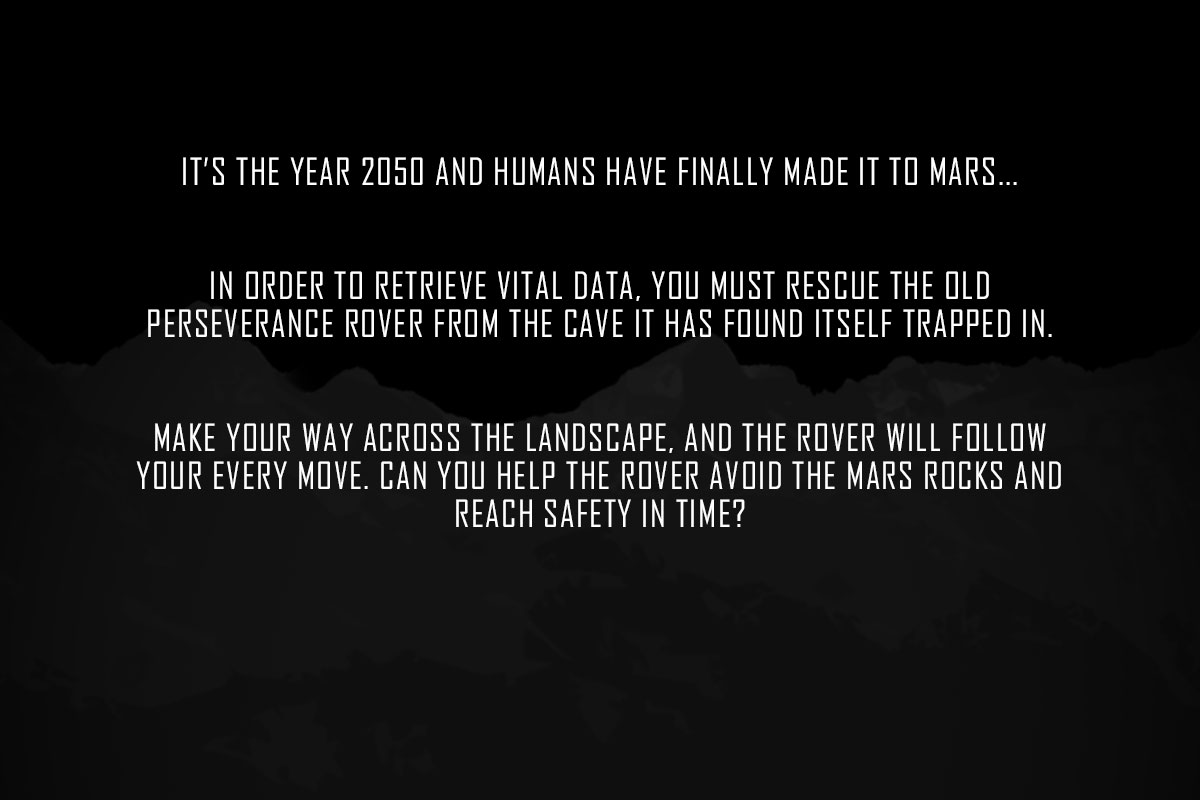 IT'S THE YEAR 2050 AND HUMANS HAVE FINALLY MADE IT TO MARS...
IN ORDER TO RETRIEVE VITAL DATA, YOU MUST RESCUE THE OLD
PERSEVERANCE ROVER FROM THE CAVE IT HAS FOUND ITSELF TRAPPED IN.
MAKE YOUR WAY ACROSS THE LANDSCAPE, AND THE ROVER WILL FOLLOW
YOUR EVERY MOVE. CAN YOU HELP THE ROVER AVOID THE MARS ROCKS AND
REACH SAFETY IN TIME?